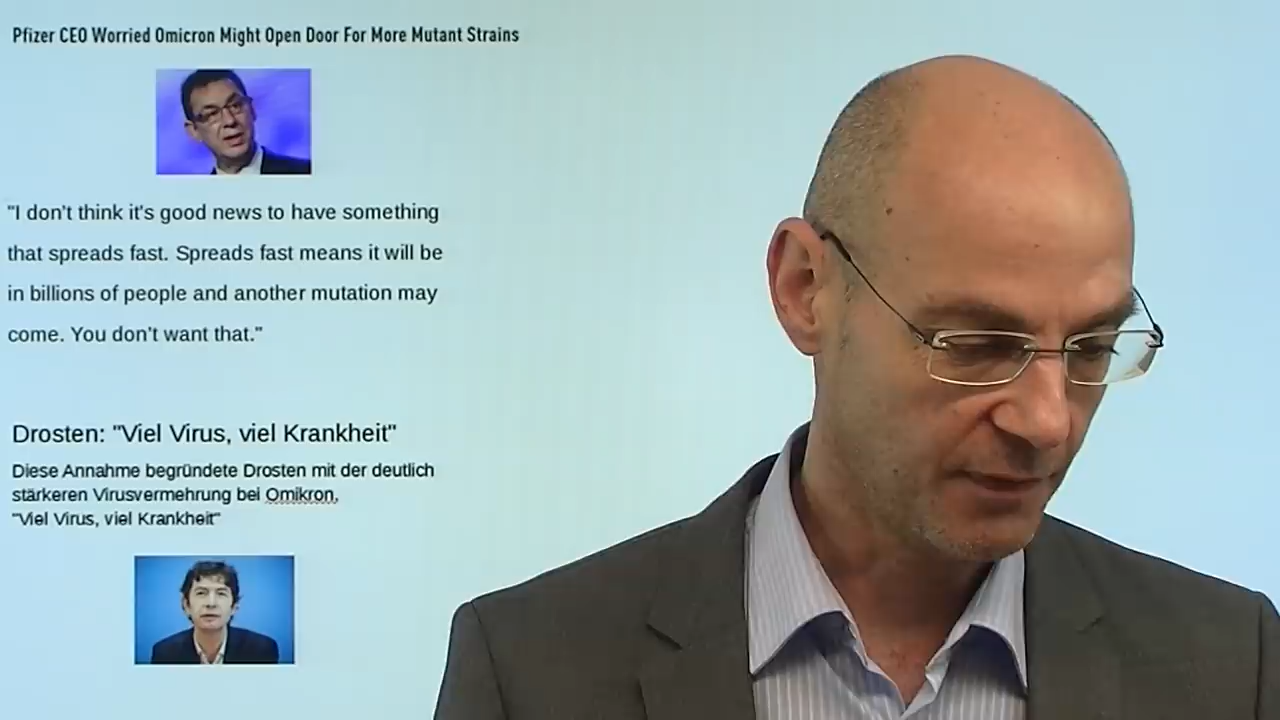 Pfizer CEO Worried Omicron Might Open Door For More Mutant Strains
"I don't think it's good news to have something
that spreads fast. Spreads fast means it will be
in billions of people and another mutation may
come. You don't want that."
Drosten: "Viel Virus, viel Krankheit"
Diese Annahme begründete Drosten mit der deutlich
stärkeren Virusvermehrung bei Omikron,
"Viel Virus, viel Krankheit"